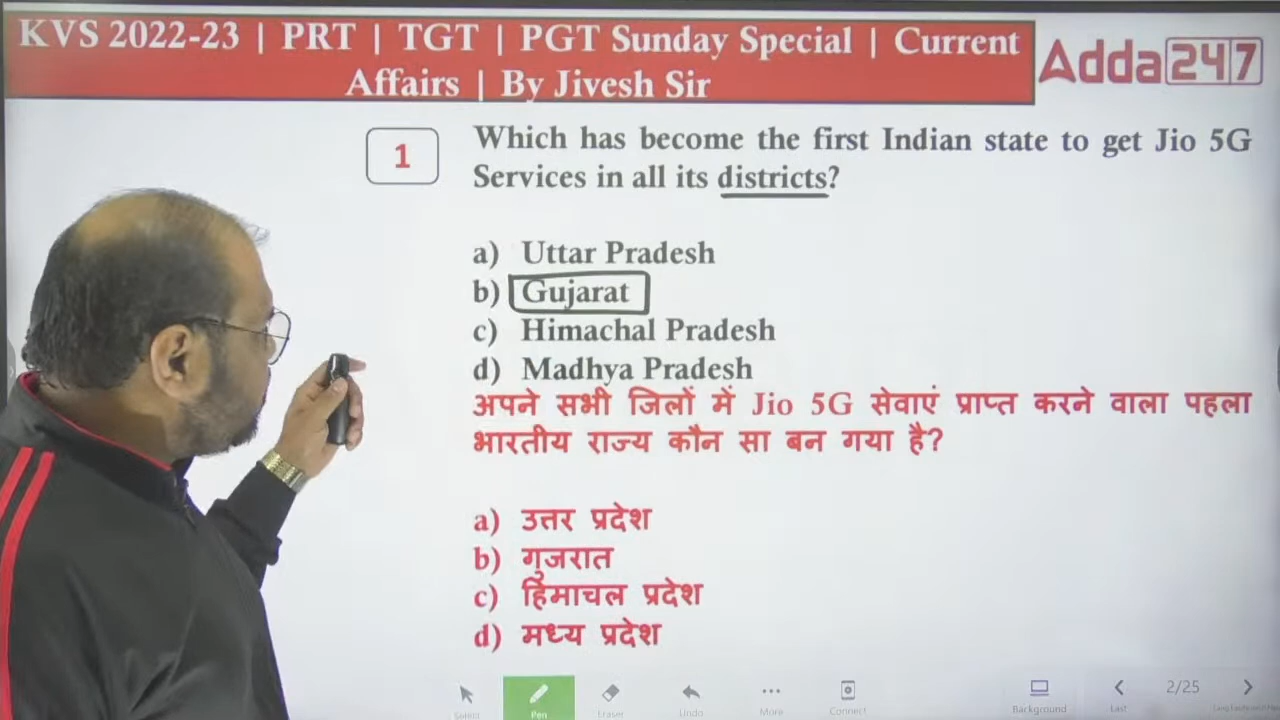 KVS 2022-23 | PRT | TGT | PGT Sunday Special | Current
Affairs | By Jivesh Sir
Adda247
1
Which has become the first Indian state to get Jio 5G
Services in all its districts?
a) Uttar Pradesh
b) Gujarat
c) Himachal Pradesh
d) Madhya Pradesh
अपने सभी जिलों में Jio 5G सेवाएं प्राप्त करने वाला पहला
भारतीय राज्य कौन सा बन गया है?
a) उत्तर प्रदेश
b) गुजरात
c) हिमाचल प्रदेश
d) मध्य प्रदेश
Select Pen Eraser Undo More Connect Background Last 2/25